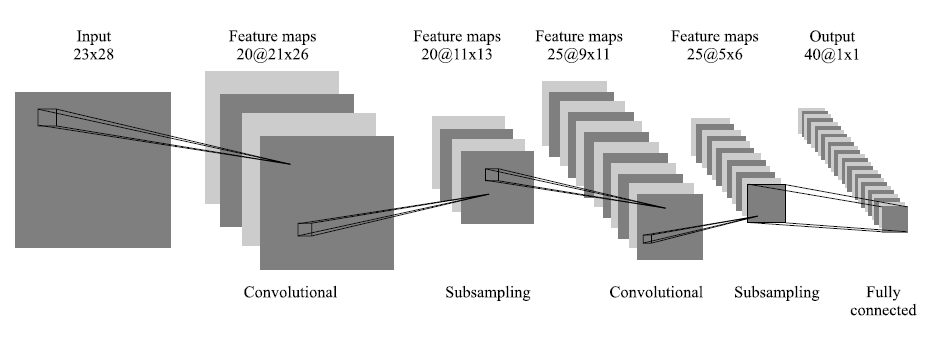 Input
23x28
Feature maps
20@21x26
Feature maps
20@11x13
Feature maps
25@9x11
Feature maps
25@5x6
Output
40@1x1
Convolutional
Subsampling
Convolutional
Subsampling
Fully
connected